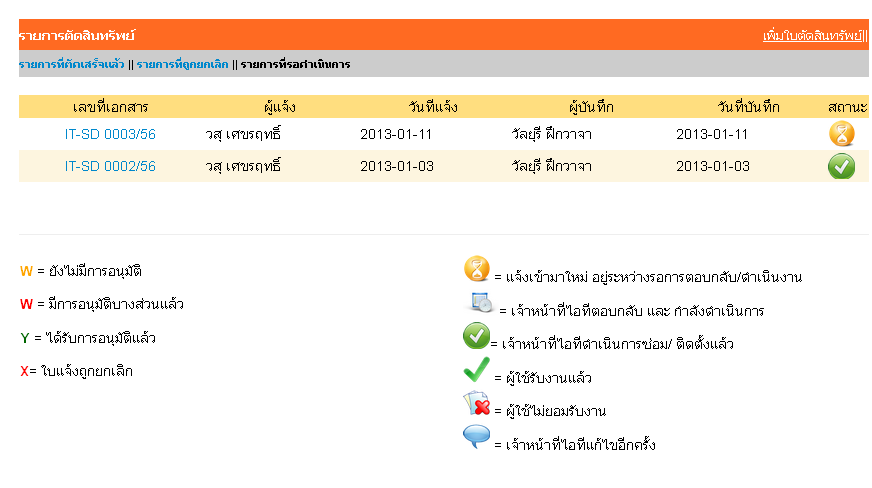 รายการตัดสินทรัพย์ เพิ่มใบตัดสินทรัพย์||
รายการที่ตัดเสร็จแล้ว || รายการที่ถูกยกเลิก || รายการที่รอดำเนินการ
เลขที่เอกสาร ผู้แจ้ง วันที่แจ้ง ผู้บันทึก วันที่บันทึก สถานะ
IT-SD 0003/56 วสุ เศขรฤทธิ์ 2013-01-11 วัลยุรี ฝึกวาจา 2013-01-11
IT-SD 0002/56 วสุ เศขรฤทธิ์ 2013-01-03 วัลยุรี ฝึกวาจา 2013-01-03
W = ยังไม่มีการอนุมัติ
W = มีการอนุมัติบางส่วนแล้ว
Y = ได้รับการอนุมัติแล้ว
X= ใบแจ้งถูกยกเลิก
= แจ้งเข้ามาใหม่ อยู่ระหว่างรอการตอบกลับ/ดำเนินงาน
= เจ้าหน้าที่ไอทีตอบกลับ และ กำลังดำเนินการ
= เจ้าหน้าที่ไอทีดำเนินการซ่อม/ ติดตั้งแล้ว
= ผู้ใช้รับงานแล้ว
= ผู้ใช้ไม่ยอมรับงาน
= เจ้าหน้าที่ไอทีแก้ไขอีกครั้ง